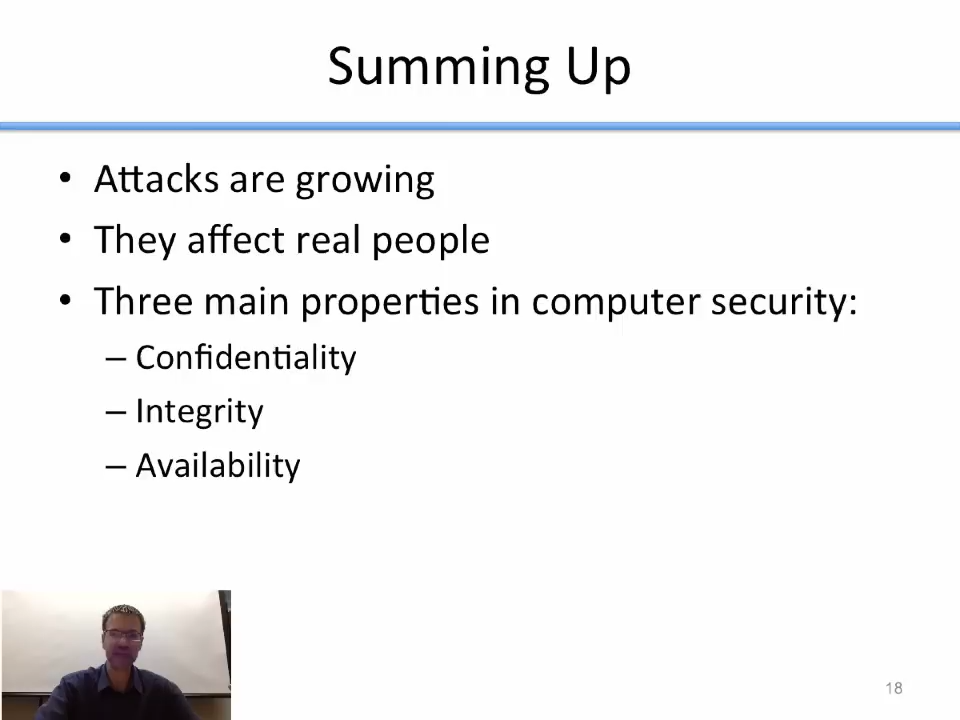 Summing Up
• Attacks are growing
• They affect real people
• Three main properties in computer security:
– Confidentiality
– Integrity
– Availability
18